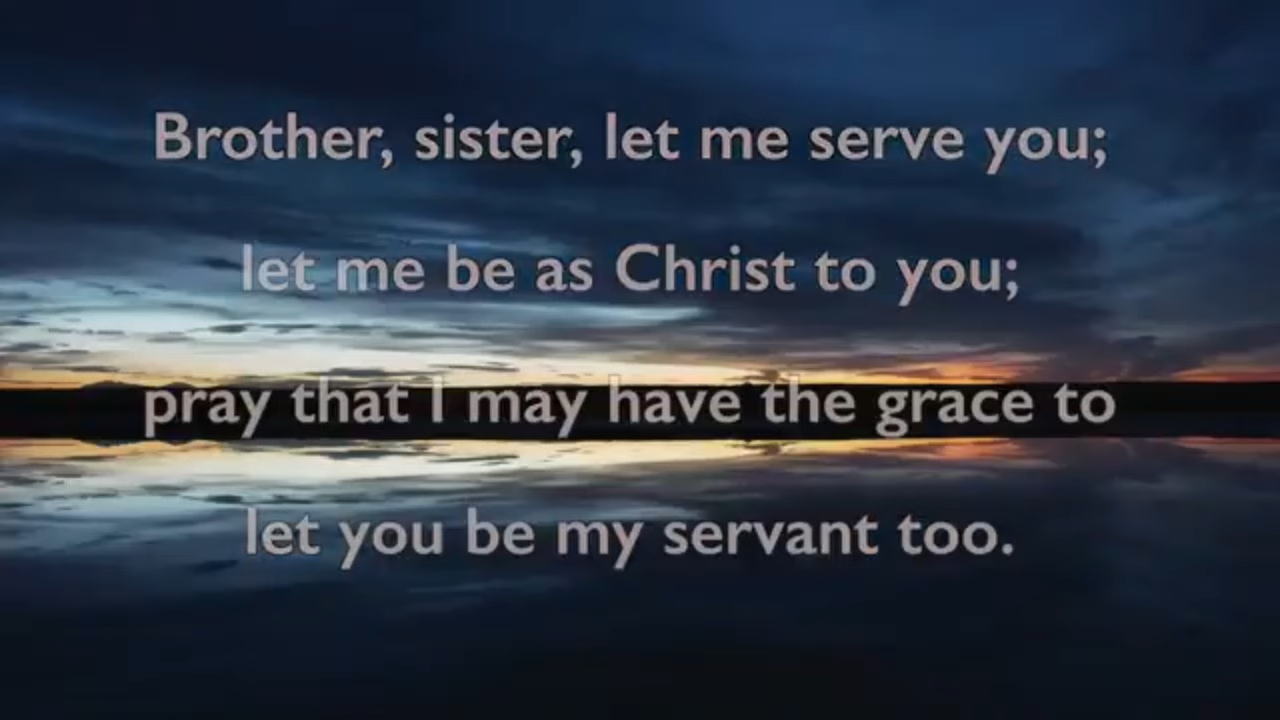 Brother, sister, let me serve you;
let me be as Christ to you;
pray that I may have the grace to
let you be my servant too.